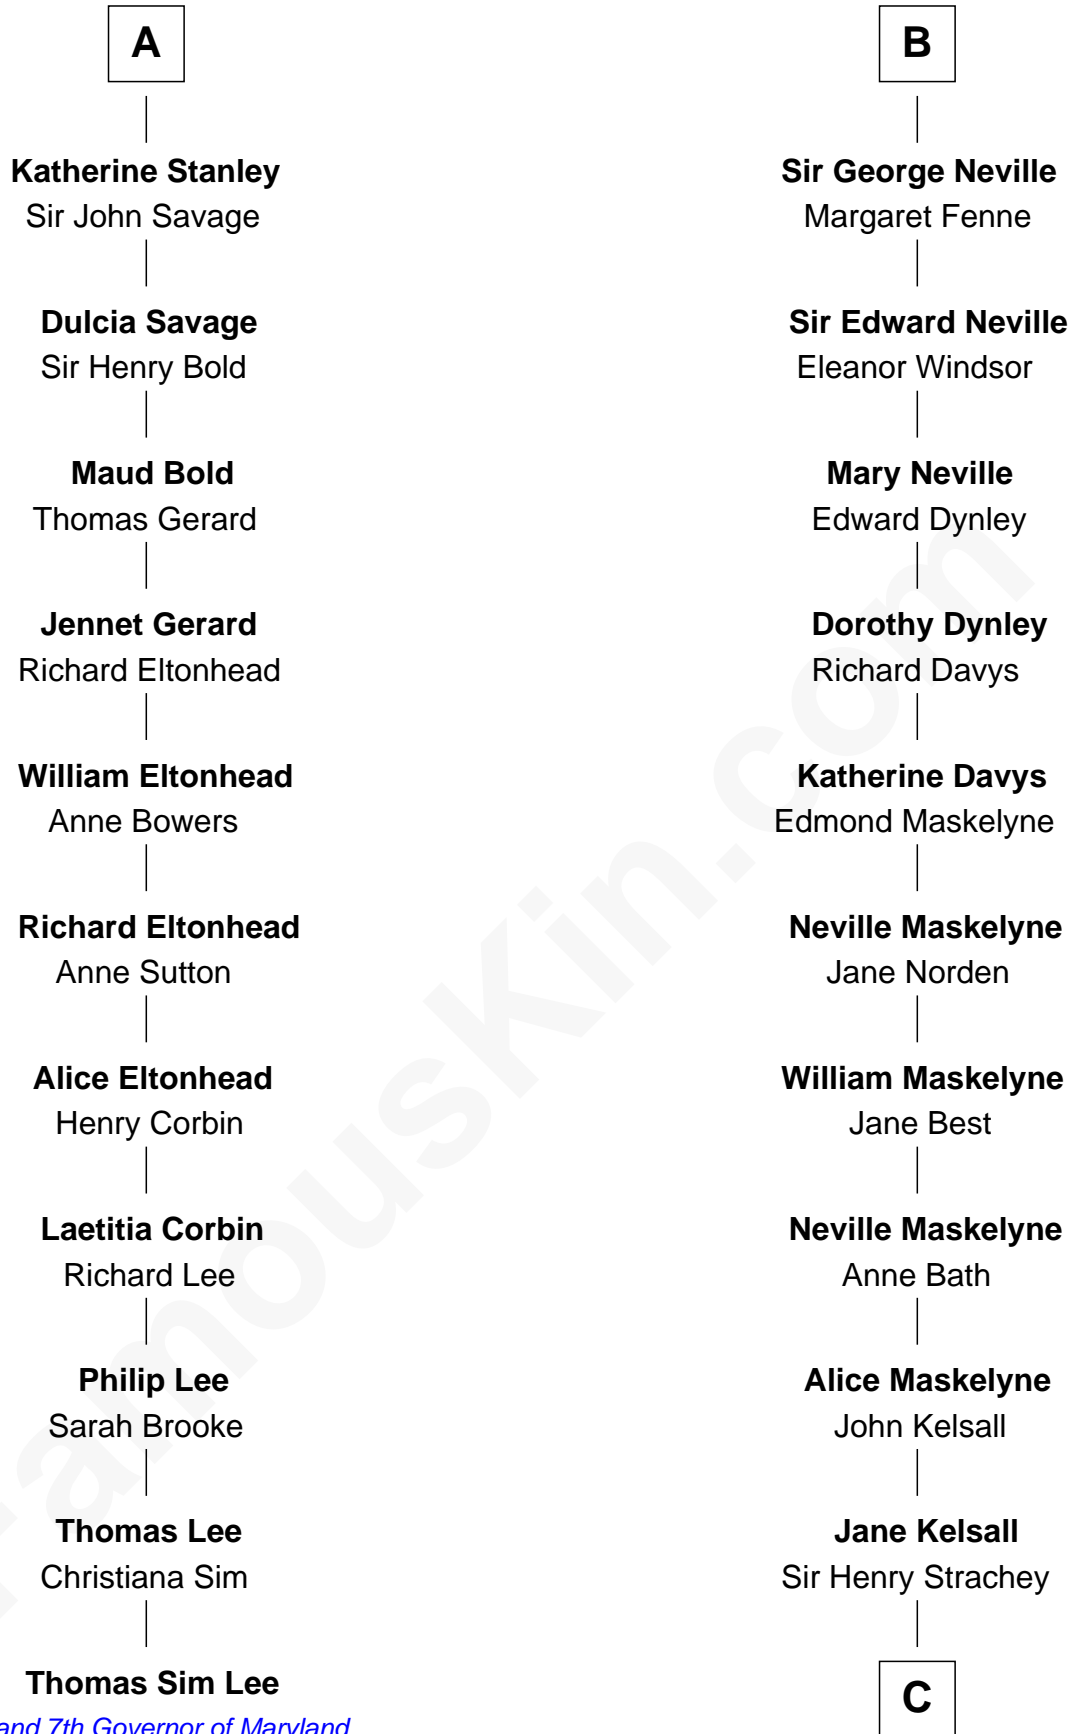 A
Katherine Stanley
Sir John Savage
Dulcia Savage
Sir Henry Bold
Maud Bold
Thomas Gerard
Jennet Gerard
Richard Eltonhead
William Eltonhead
Anne Bowers
Richard Eltonhead
Anne Sutton
Alice Eltonhead
Henry Corbin
Laetitia Corbin
Richard Lee
Philip Lee
Sarah Brooke
Thomas Lee
Christiana Sim
Thomas Sim Lee
and 7th Governor of Maryland
B
Sir George Neville
Margaret Fenne
Sir Edward Neville
Eleanor Windsor
Mary Neville
Edward Dynley
Dorothy Dynley
Richard Davys
Katherine Davys
Edmond Maskelyne
Neville Maskelyne
Jane Norden
William Maskelyne
Jane Best
Neville Maskelyne
Anne Bath
Alice Maskelyne
John Kelsall
Jane Kelsall
Sir Henry Strachey
C
FamousKin.com